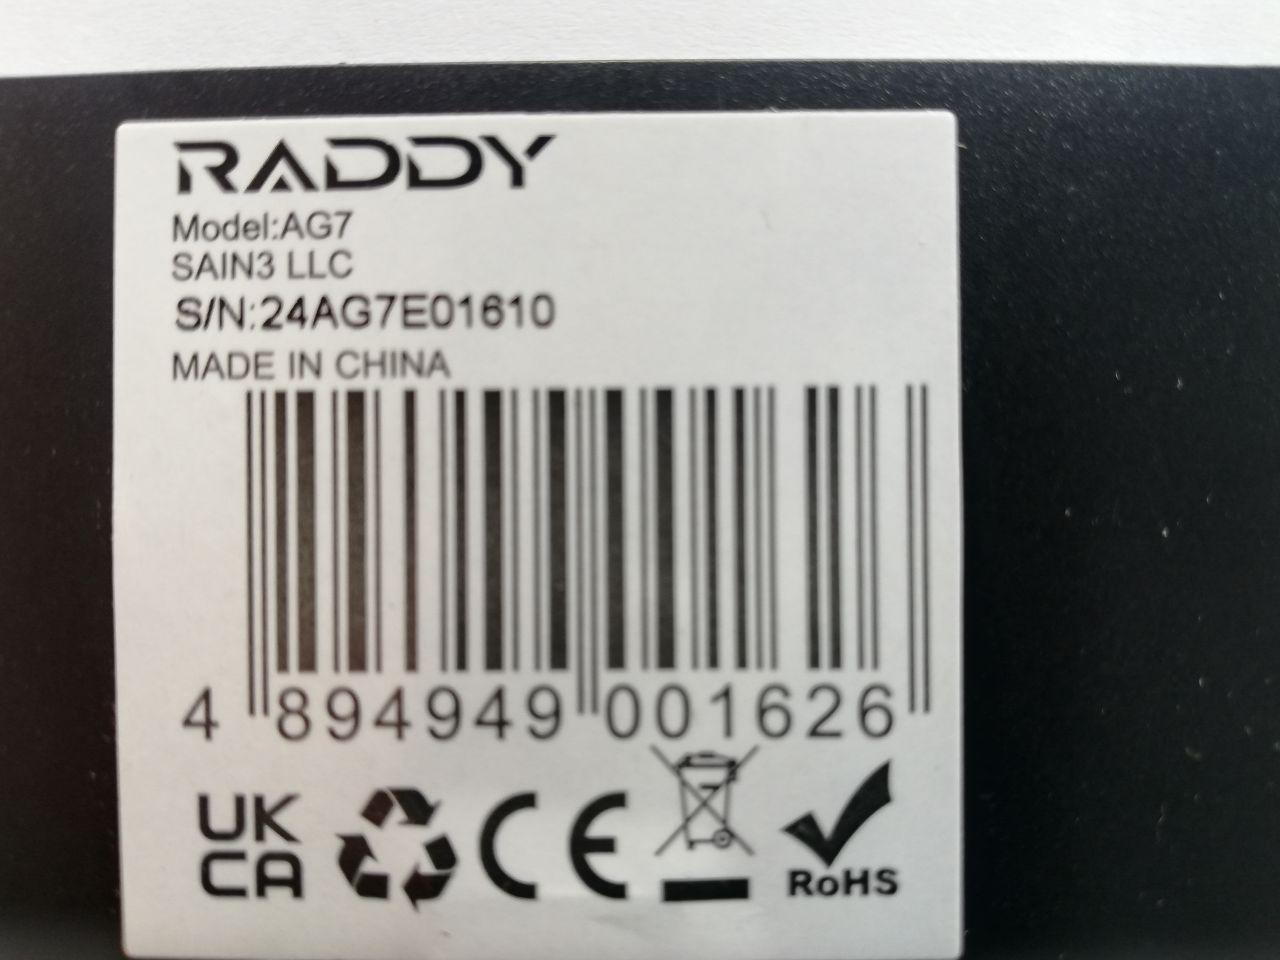 RADDY
Model:AG7
SAIN3 LLC
S/N:24AG7E01610
MADE IN CHINA
4 894949 001626
UK
CA
CE
RoHS